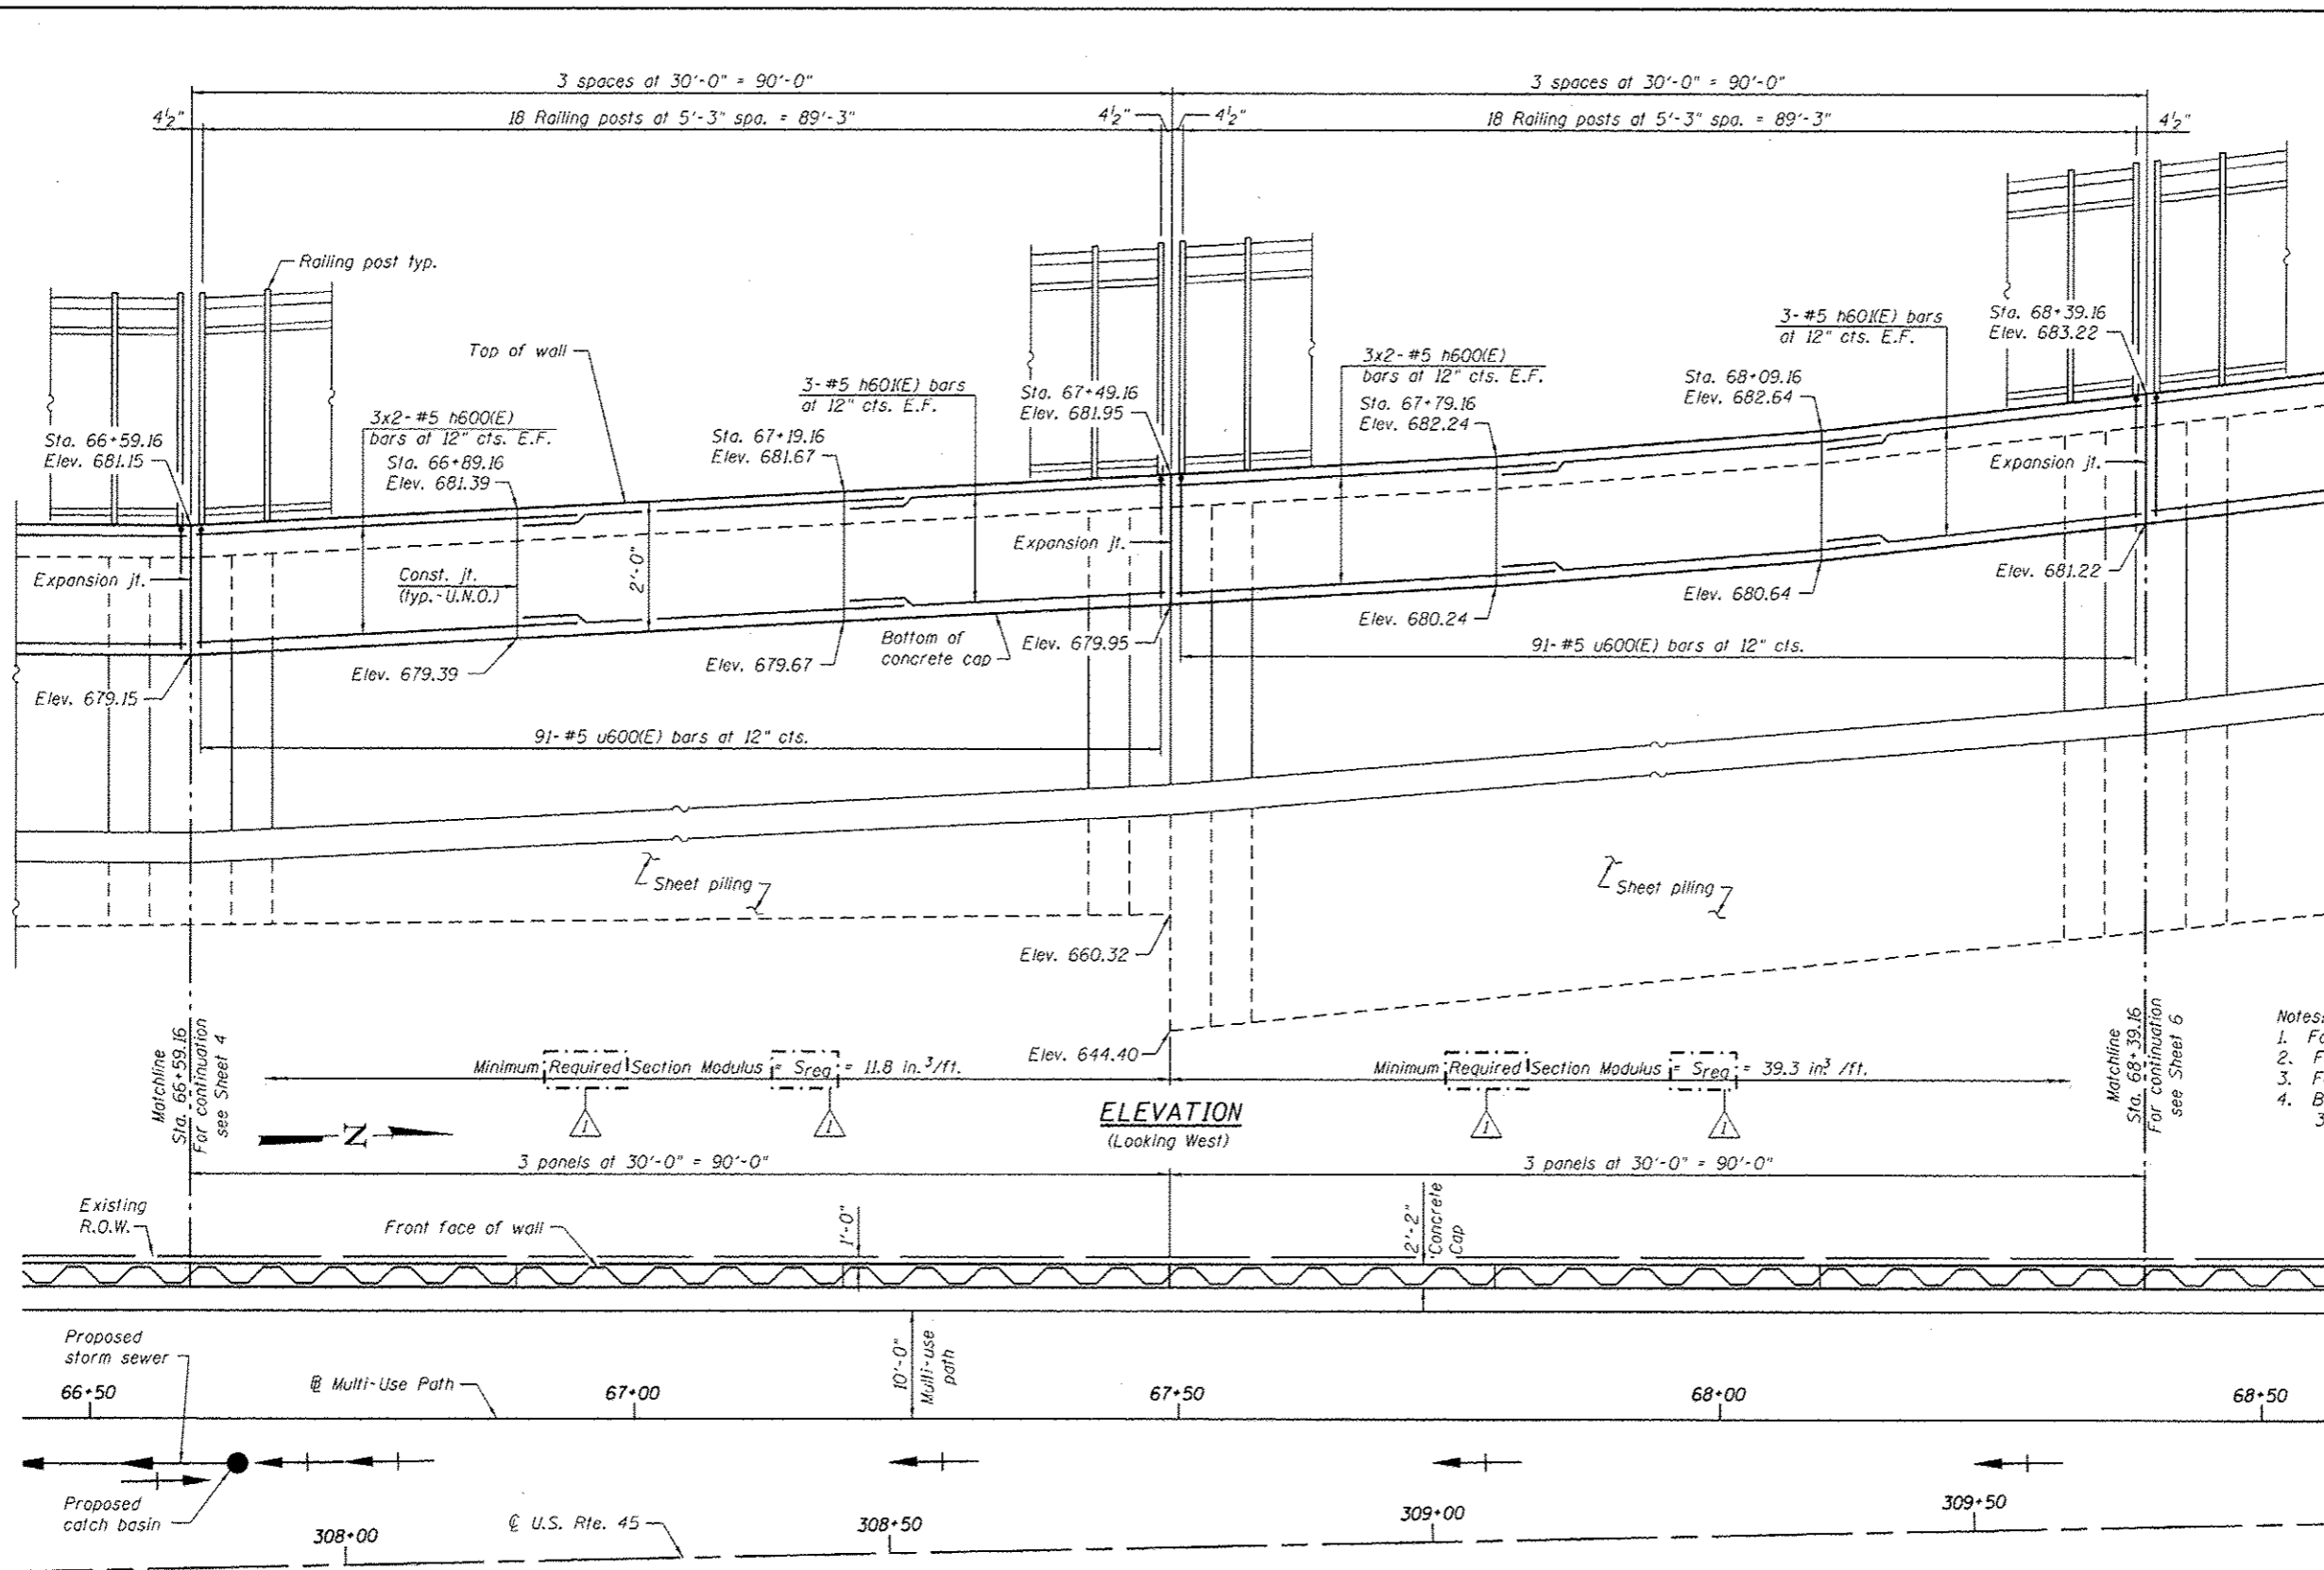 3 spaces at 30'-0" = 90'-0"
3 spaces at 30'-0" = 90'-0"
4½"
18 Railing posts at 5'-3" spa. = 89'-3"
4½"
4½"
18 Railing posts at 5'-3" spa. = 89'-3"
4½"
Railing post typ.
Top of wall
Sta. 66+59.16
Elev. 681.15
3x2-#5 h600(E)
bars at 12" cts. E.F.
Sta. 66+89.16
Elev. 681.39
Sta. 67+19.16
Elev. 681.67
3-#5 h601(E) bars
at 12" cts. E.F.
Sta. 67+49.16
Elev. 681.95
3x2-#5 h600(E)
bars at 12" cts. E.F.
Sta. 67+79.16
Elev. 682.24
Sta. 68+09.16
Elev. 682.64
3-#5 h601(E) bars
at 12" cts. E.F.
Sta. 68+39.16
Elev. 683.22
Expansion jt.
Const. jt.
(typ.-U.N.O.)
2'-0"
Expansion jt.
Expansion jt.
Elev. 679.15
Elev. 679.39
Elev. 679.67
Bottom of
concrete cap
Elev. 679.95
Elev. 680.24
Elev. 680.64
Elev. 681.22
91-#5 u600(E) bars at 12" cts.
91-#5 u600(E) bars at 12" cts.
Sheet piling
Sheet piling
Elev. 660.32
Elev. 644.40
Matchline
Sta. 66+59.16
For continuation
see Sheet 4
Minimum Required Section Modulus = Sreq = 11.8 in.³/ft.
1
1
Minimum Required Section Modulus = Sreq = 39.3 in³ /ft.
1
1
Matchline
Sta. 68+39.16
For continuation
see Sheet 6
Notes:
1. Fo
2. F
3. F
4. B
3
N
ELEVATION
(Looking West)
3 panels at 30'-0" = 90'-0"
3 panels at 30'-0" = 90'-0"
Existing
R.O.W.
Front face of wall
1'-0"
2'-2"
Concrete
Cap
Proposed
storm sewer
10'-0"
Multi-use
path
℄ Multi-Use Path
66+50
67+00
67+50
68+00
68+50
Proposed
catch basin
℄ U.S. Rte. 45
308+00
308+50
309+00
309+50